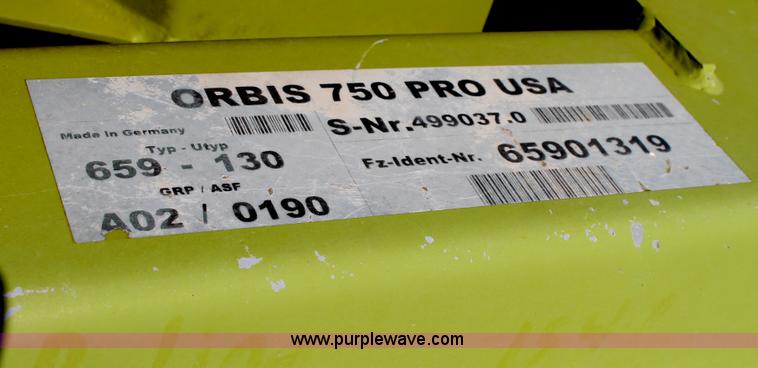 ORBIS 750 PRO USA
Made in Germany
S-Nr.499037.0
Typ - Utyp
659 - 130
Fz-Ident-Nr. 65901319
GRP / ASF
A02 / 0190
www.purplewave.com